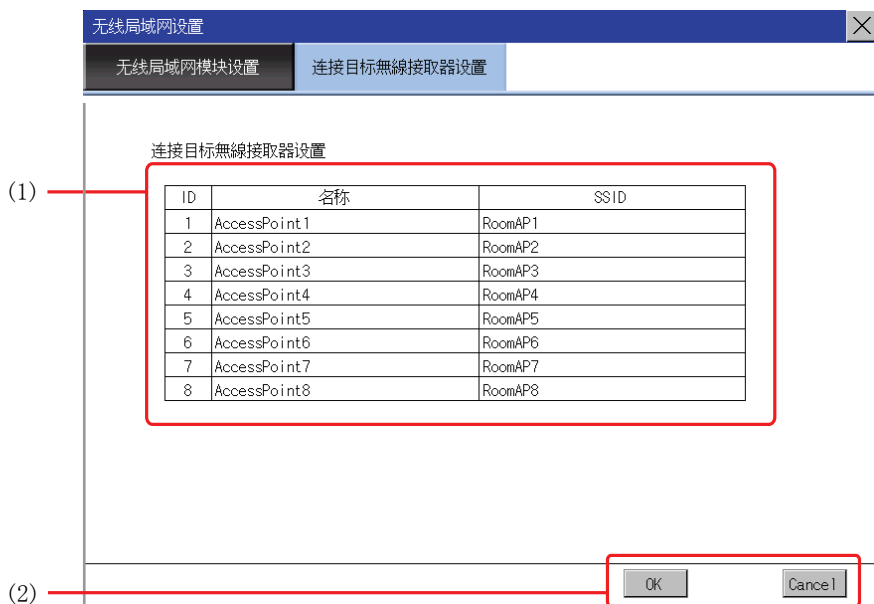 无线局域网设置
无线局域网模块设置 连接目标無線接取器设置
连接目标無線接取器设置
(1)
ID 名称 SSID
1 AccessPoint1 RoomAP1
2 AccessPoint2 RoomAP2
3 AccessPoint3 RoomAP3
4 AccessPoint4 RoomAP4
5 AccessPoint5 RoomAP5
6 AccessPoint6 RoomAP6
7 AccessPoint7 RoomAP7
8 AccessPoint8 RoomAP8
(2)
OK Cancel